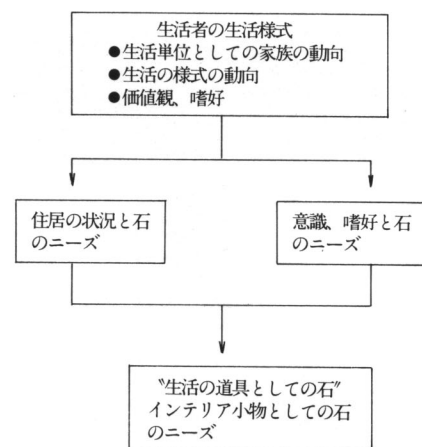 生活者の生活様式
●生活単位としての家族の動向
●生活の様式の動向
●価値観、嗜好
住居の状況と石
のニーズ
意識、嗜好と石
のニーズ
〝生活の道具としての石〟
インテリア小物としての石
のニーズ